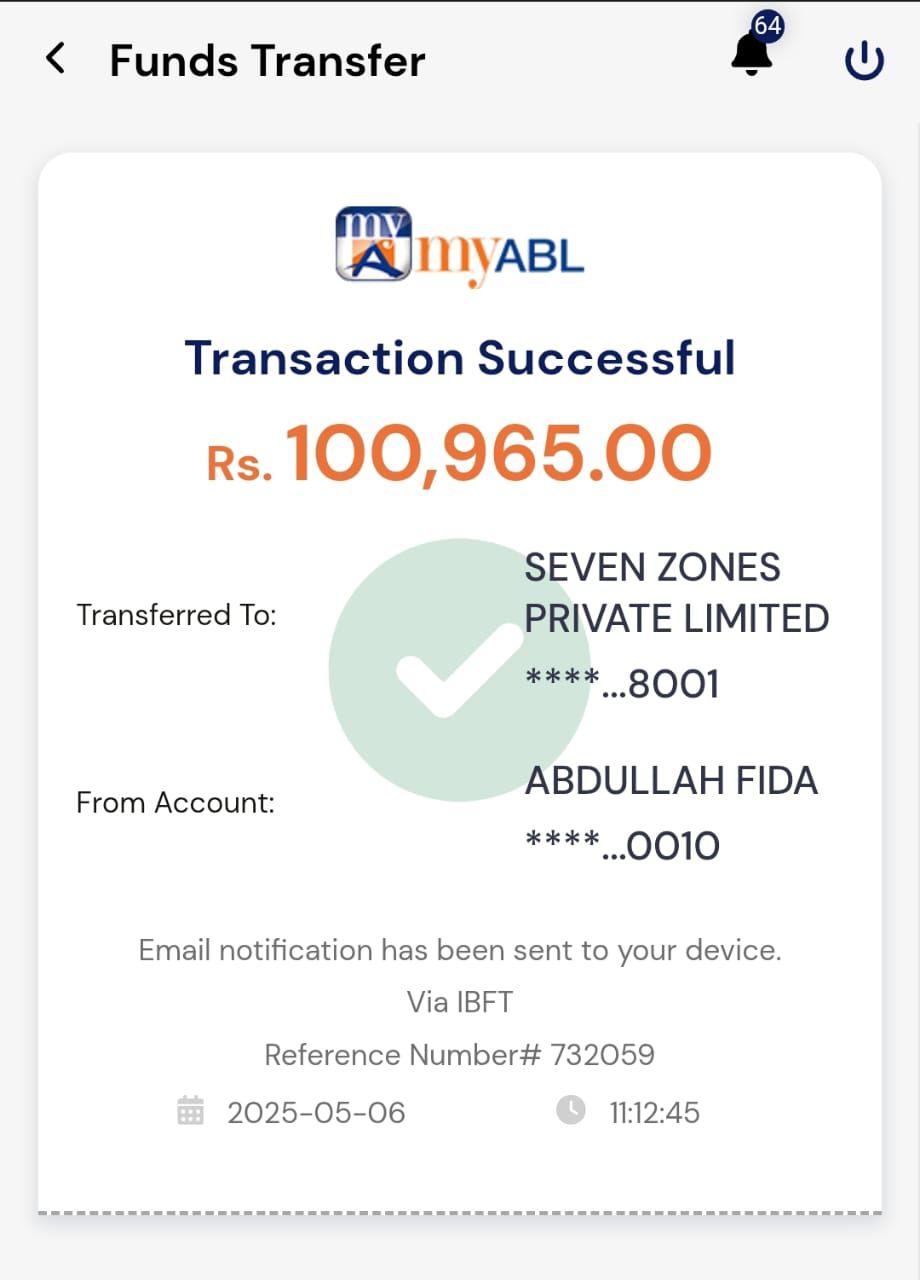 Funds Transfer
64
my
myABL
Transaction Successful
Rs. 100,965.00
Transferred To:
SEVEN ZONES
PRIVATE LIMITED
****...8001
From Account:
ABDULLAH FIDA
****...0010
Email notification has been sent to your device.
Via IBFT
Reference Number# 732059
2025-05-06
11:12:45